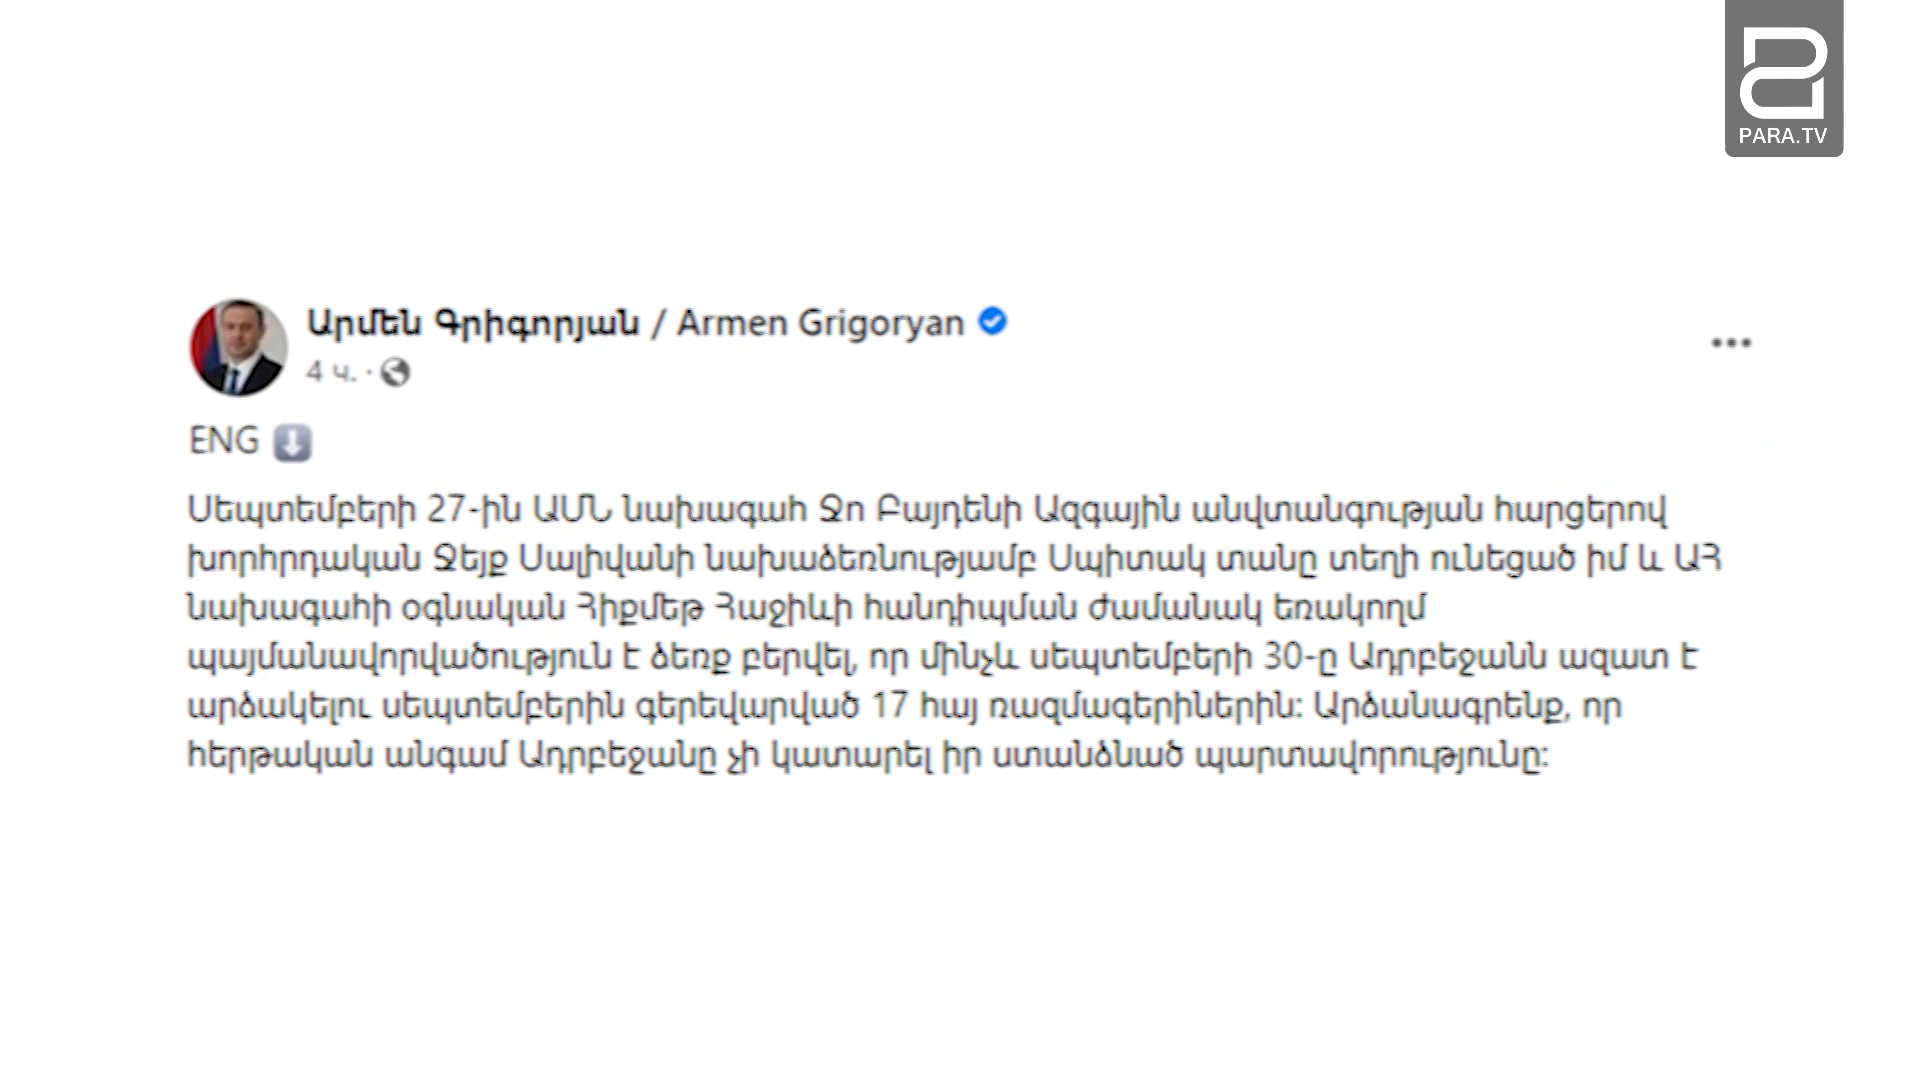 PARA.TV
Արմեն Գրիգորյան / Armen Grigoryan
4 ч. ·
ENG
Սեպտեմբերի 27-ին ԱՄՆ նախագահ Ջո Բայդենի Ազգային անվտանգության հարցերով
խորհրդական Ջեյք Սալիվանի նախաձեռնությամբ Սպիտակ տանը տեղի ունեցած իմ և ԱՀ
նախագահի օգնական Հիքմեթ Հաջիևի հանդիպման ժամանակ եռակողմ
պայմանավորվածություն է ձեռք բերվել, որ մինչև սեպտեմբերի 30-ը Ադրբեջանն ազատ է
արձակելու սեպտեմբերին գերեվարված 17 հայ ռազմագերիներին: Արձանագրենք, որ
հերթական անգամ Ադրբեջանը չի կատարել իր ստանձնած պարտավորությունը: